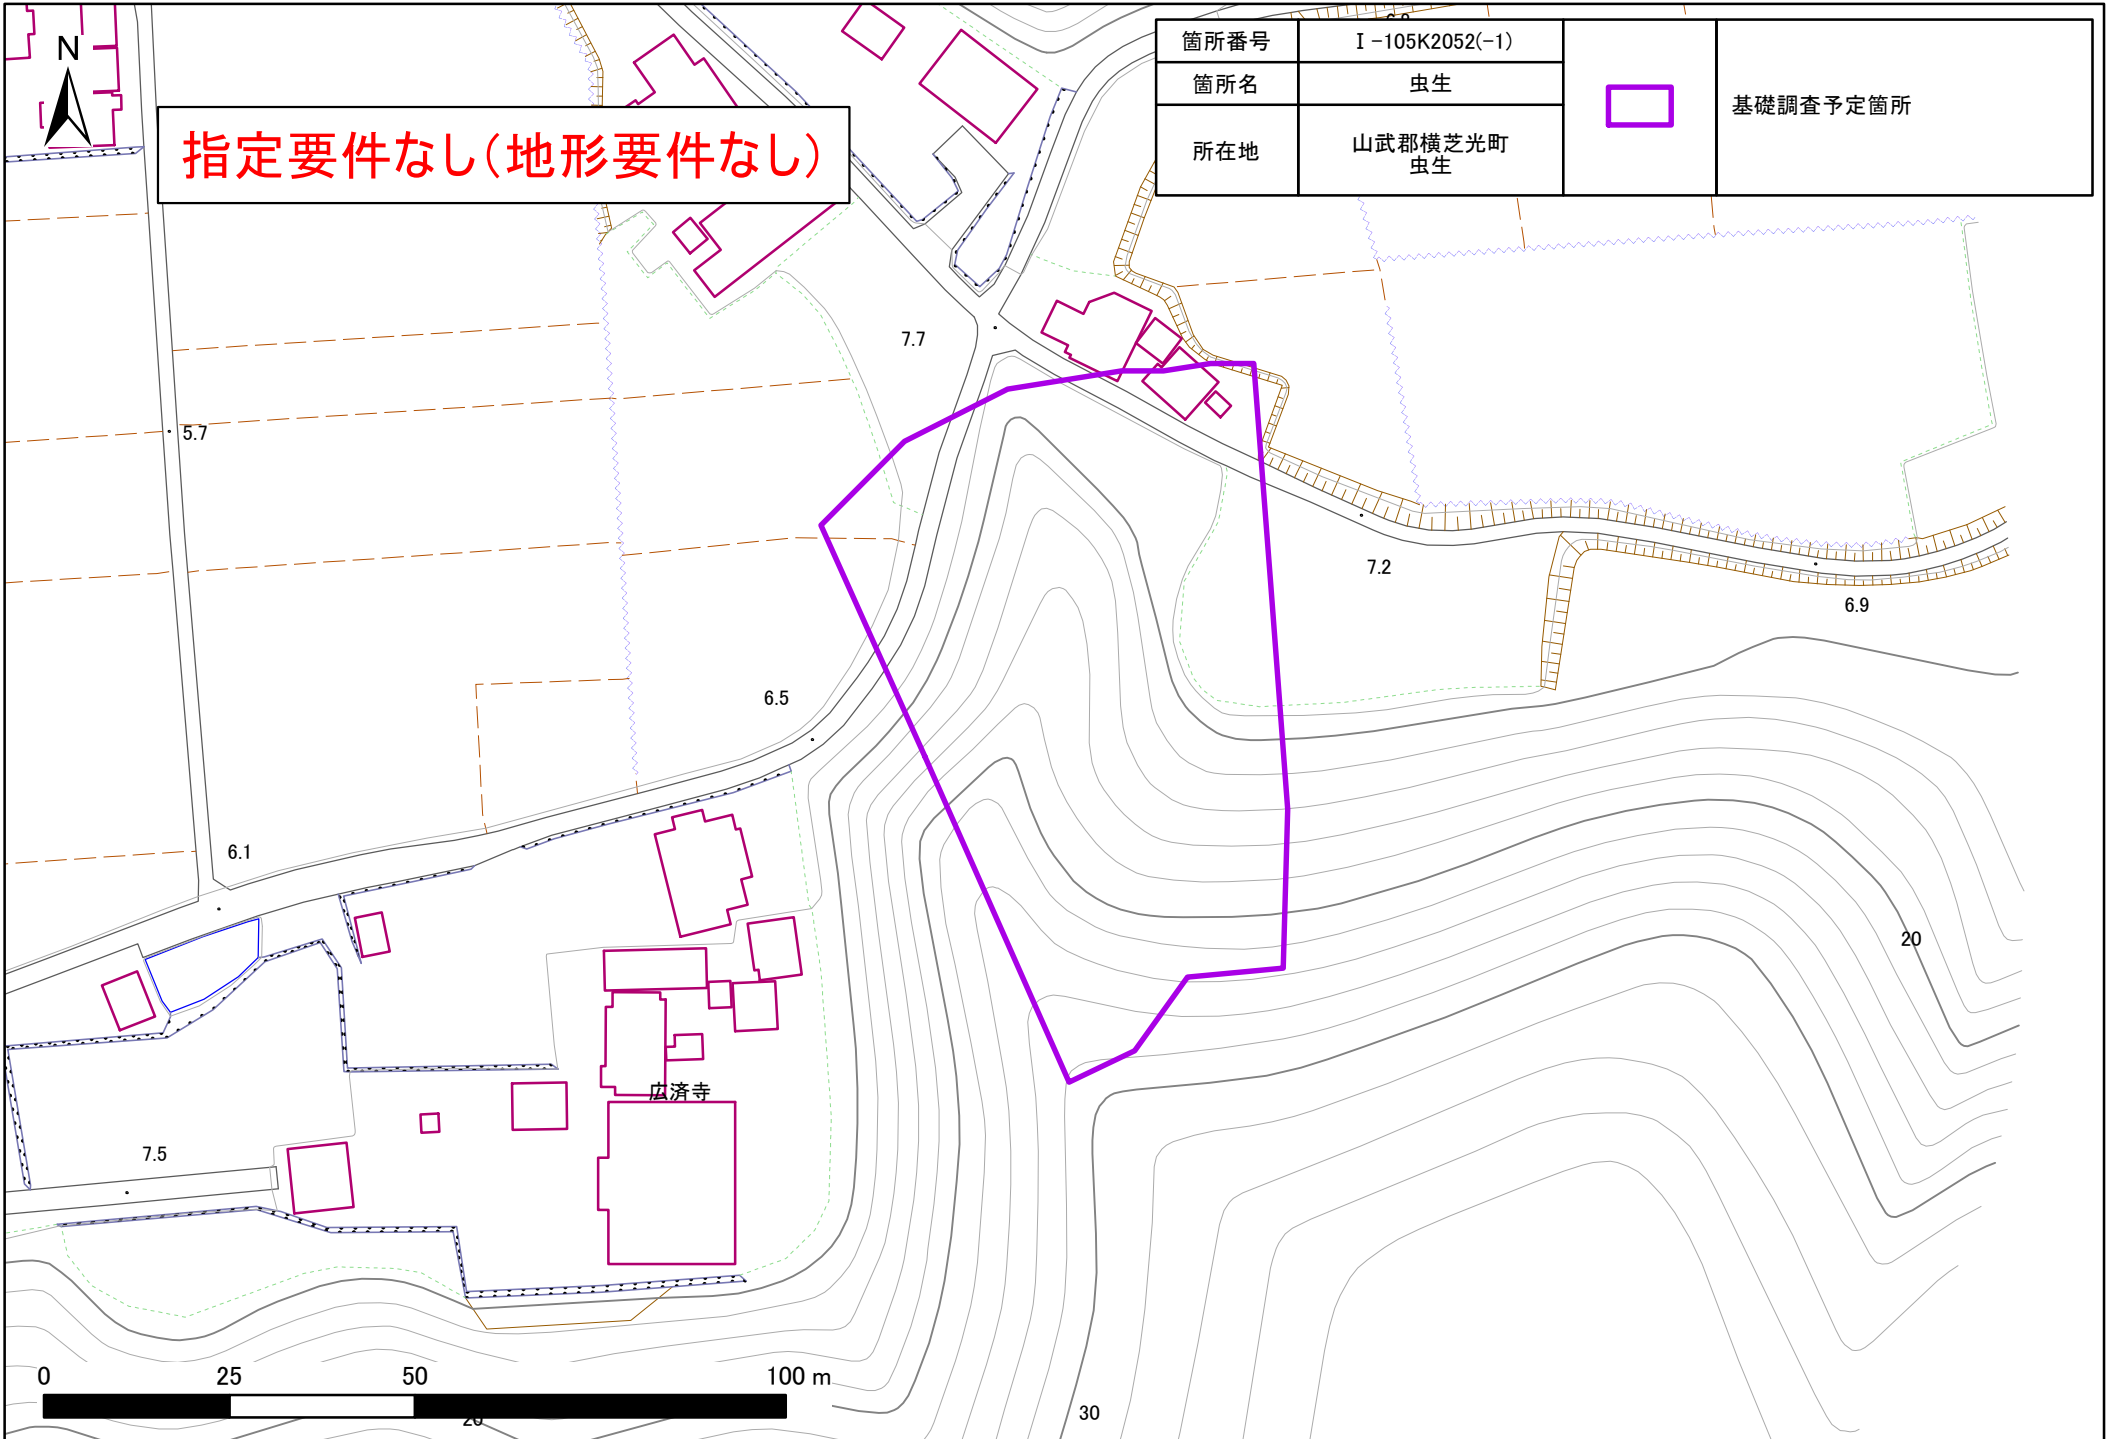 N
指定要件なし(地形要件なし)
箇所番号 Ⅰ-105K2052(-1)
箇所名 虫生
所在地 山武郡横芝光町
虫生
基礎調査予定箇所
7.7
5.7
7.2
6.9
6.5
6.1
20
広済寺
7.5
0 25 50 100 m
30